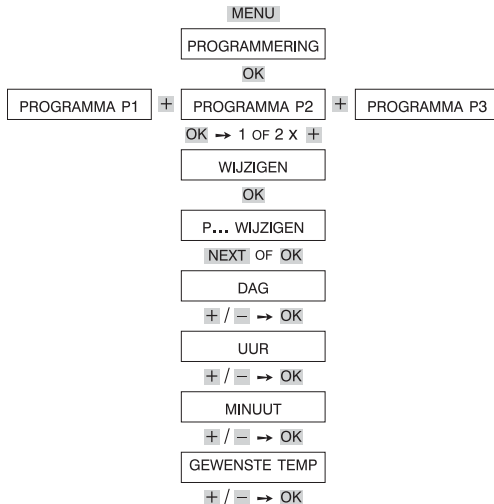 MENU
PROGRAMMERING
OK
PROGRAMMA P1 + PROGRAMMA P2 + PROGRAMMA P3
OK → 1 OF 2 X +
WIJZIGEN
OK
P... WIJZIGEN
NEXT OF OK
DAG
+ / − → OK
UUR
+ / − → OK
MINUUT
+ / − → OK
GEWENSTE TEMP
+ / − → OK